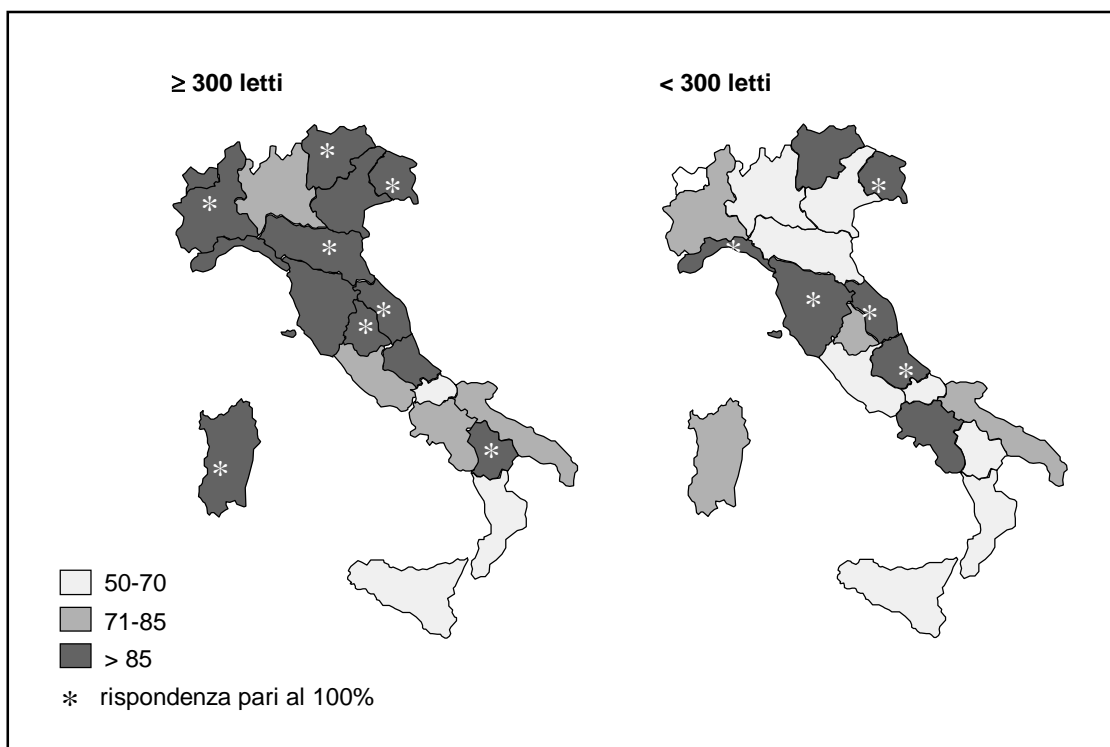 ≥ 300 letti
< 300 letti
50-70
71-85
> 85
* rispondenza pari al 100%